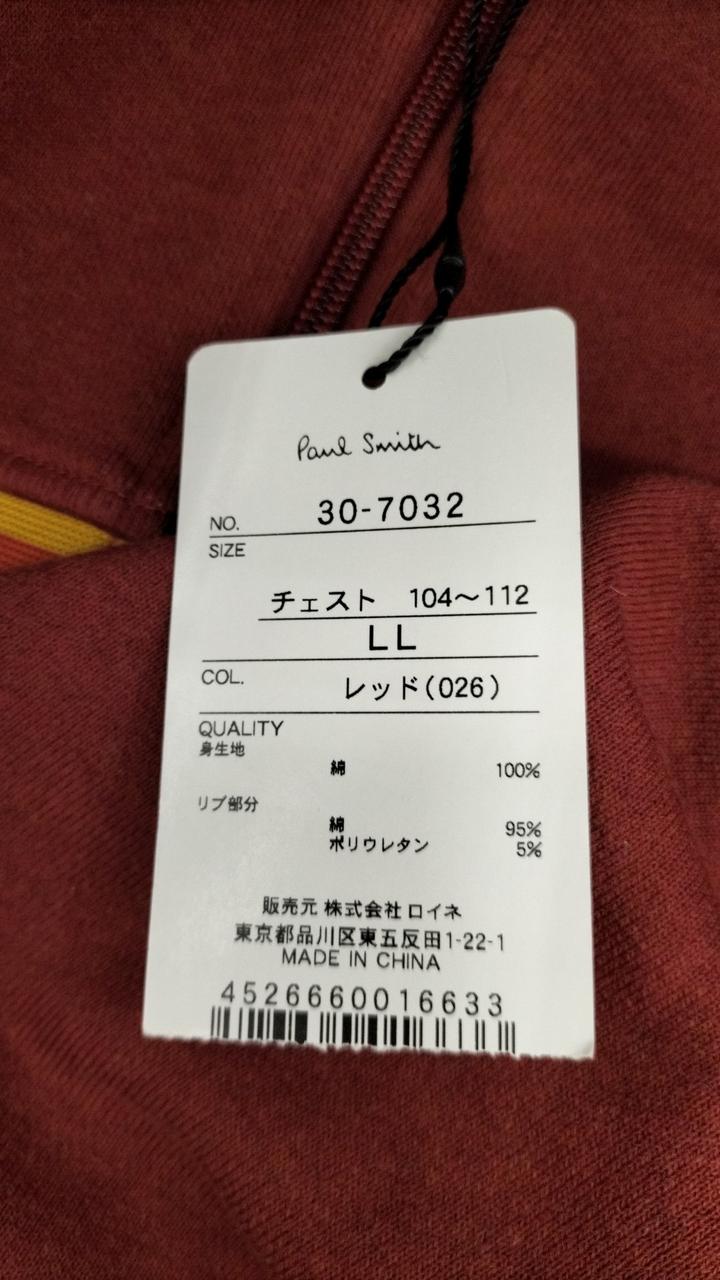 Paul Smith
NO. 30-7032
SIZE
チェスト 104〜112
LL
COL. レッド(026)
QUALITY
身生地
綿 100%
リブ部分
綿 95%
ポリウレタン 5%
販売元 株式会社 ロイネ
東京都品川区東五反田1-22-1
MADE IN CHINA
4526660016633